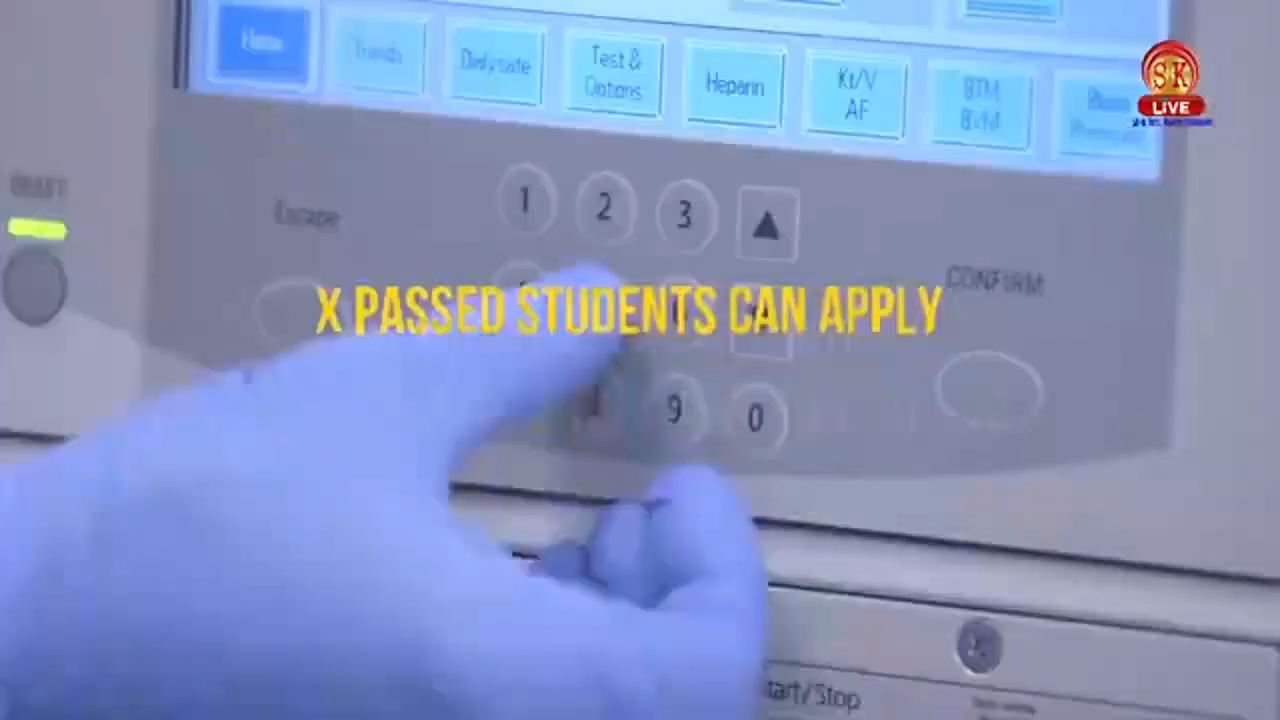 Home
Trends
Dialysate
Test &
Options
Heparin
Kt/V
AF
BTM
BVM
SK
LIVE
RESET
Escape
1 2 3 ▲
CONFIRM
X PASSED STUDENTS CAN APPLY
9 0
Start/Stop